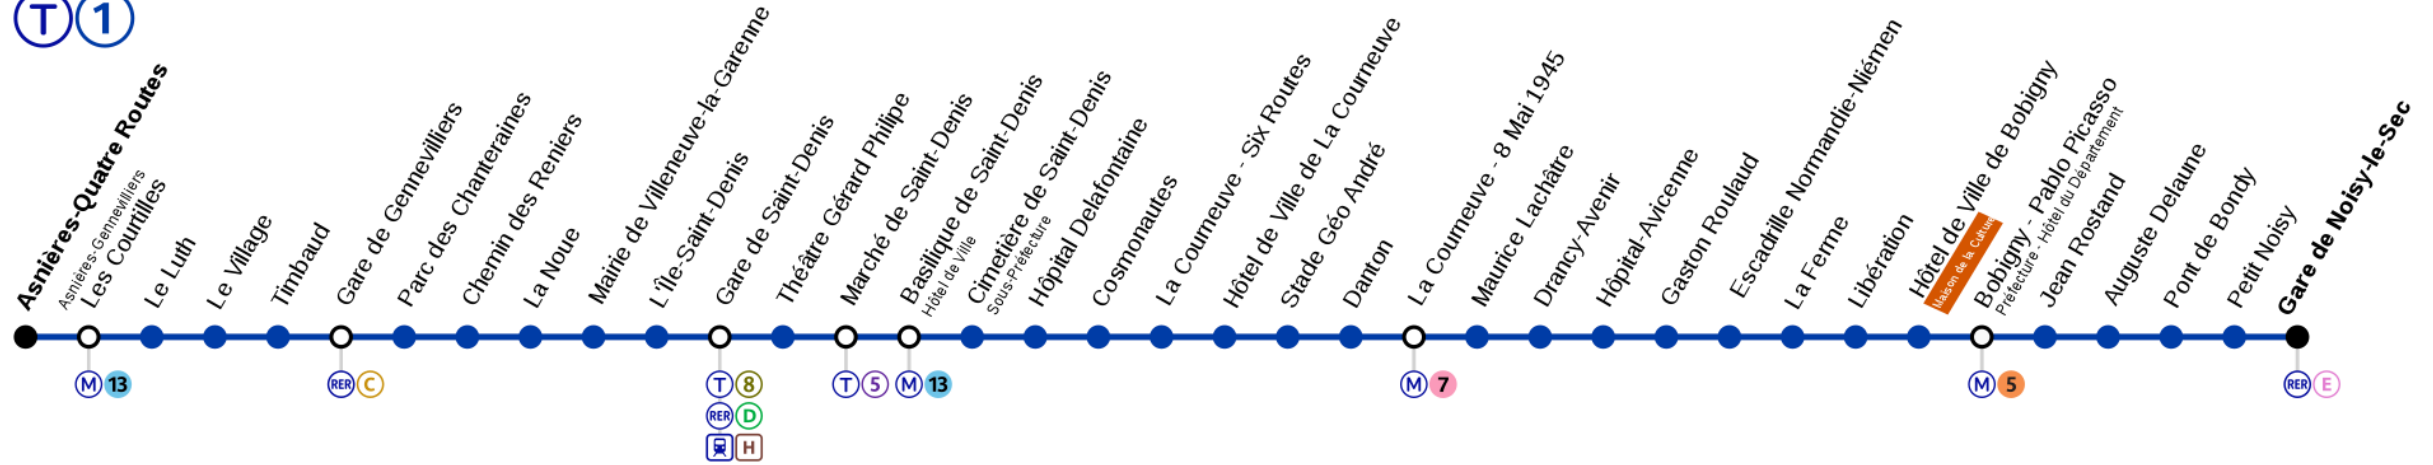 T 1
Asnières-Quatre Routes
Asnières-Gennevilliers
Les Courtilles
Le Luth
Le Village
Timbaud
Gare de Gennevilliers
Parc des Chanteraines
Chemin des Reniers
La Noue
Mairie de Villeneuve-la-Garenne
L'Île-Saint-Denis
Gare de Saint-Denis
Théâtre Gérard Philipe
Marché de Saint-Denis
Basilique de Saint-Denis
Hôtel de Ville
Cimetière de Saint-Denis
Sous-Préfecture
Hôpital Delafontaine
Cosmonautes
La Courneuve - Six Routes
Hôtel de Ville de La Courneuve
Stade Géo André
Danton
La Courneuve - 8 Mai 1945
Maurice Lachâtre
Drancy-Avenir
Hôpital-Avicenne
Gaston Roulaud
Escadrille Normandie-Niémen
La Ferme
Libération
Hôtel de Ville de Bobigny
Maison de la Culture
Bobigny - Pablo Picasso
Préfecture - Hôtel du Département
Jean Rostand
Auguste Delaune
Pont de Bondy
Petit Noisy
Gare de Noisy-le-Sec
M 13
RER C
T 8
RER D
H
T 5
M 13
M 7
M 5
RER E